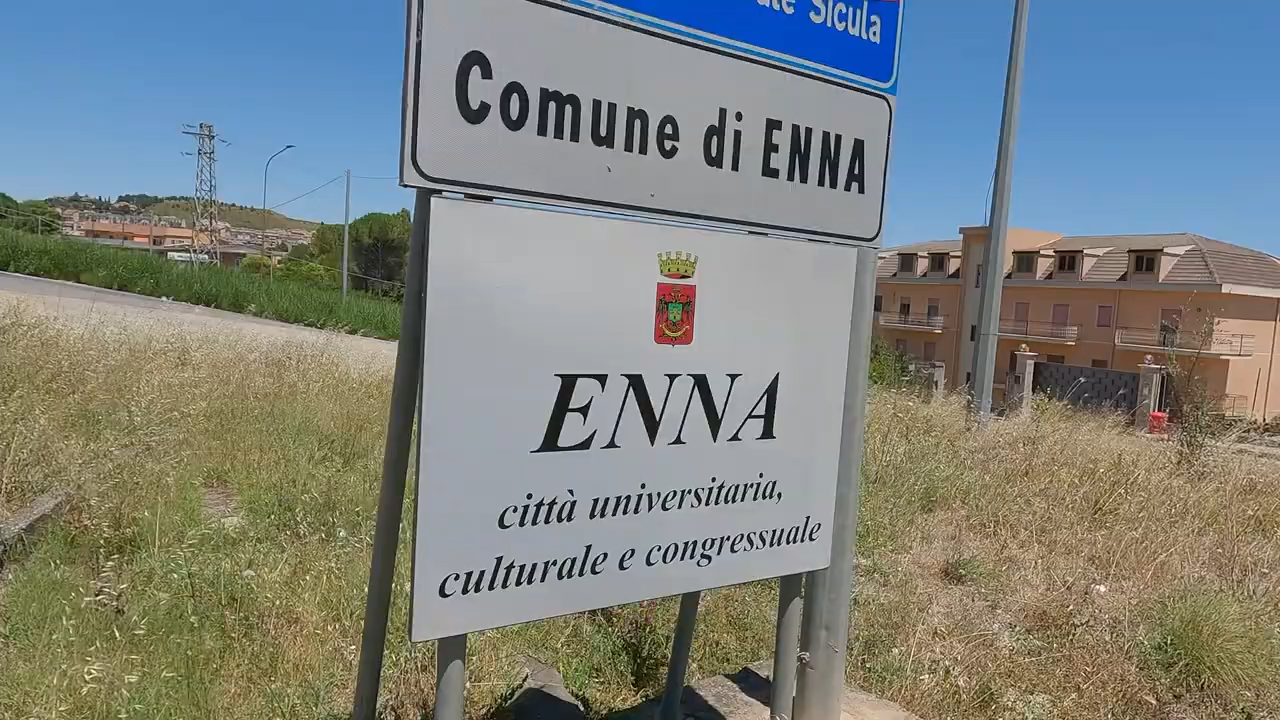 Sicula
Comune di ENNA
ENNA
città universitaria,
culturale e congressuale